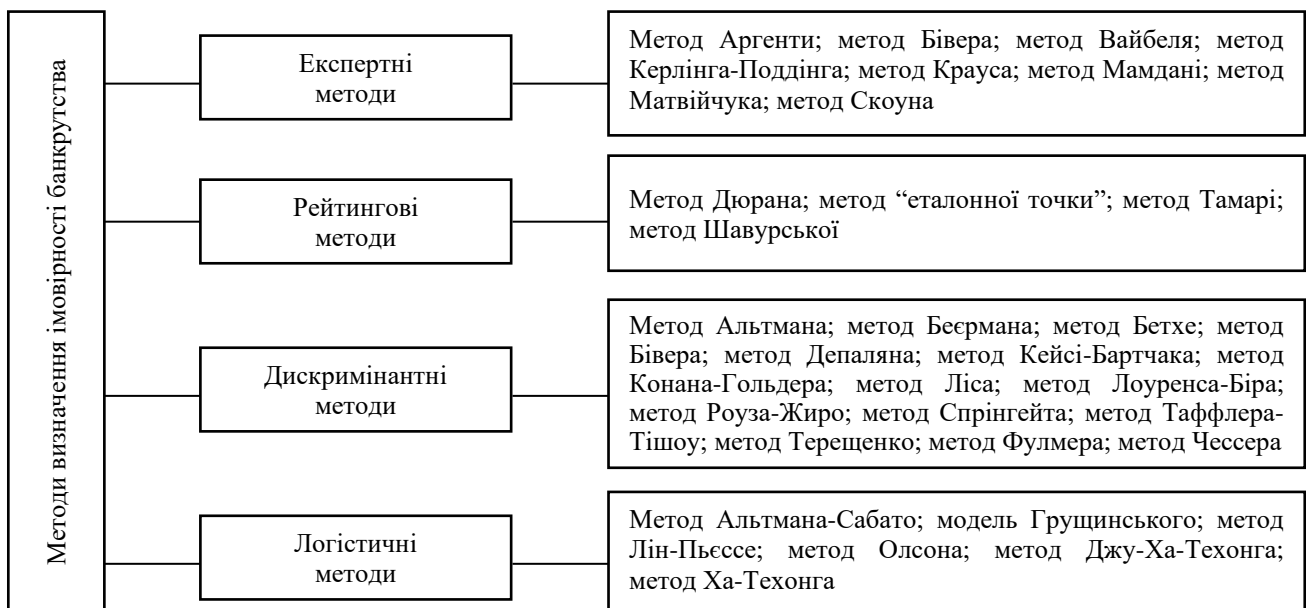 Методи визначення імовірності банкрутства
Експертні
методи
Метод Аргенти; метод Бівера; метод Вайбеля; метод
Керлінга-Поддінга; метод Крауса; метод Мамдані; метод
Матвійчука; метод Скоуна
Рейтингові
методи
Метод Дюрана; метод “еталонної точки”; метод Тамарі;
метод Шавурської
Дискримінантні
методи
Метод Альтмана; метод Беєрмана; метод Бетхе; метод
Бівера; метод Депаляна; метод Кейсі-Бартчака; метод
Конана-Гольдера; метод Ліса; метод Лоуренса-Біра;
метод Роуза-Жиро; метод Спрінгейта; метод Таффлера-
Тішоу; метод Терещенко; метод Фулмера; метод Чессера
Логістичні
методи
Метод Альтмана-Сабато; модель Грущинського; метод
Лін-Пьєссе; метод Олсона; метод Джу-Ха-Техонга;
метод Ха-Техонга